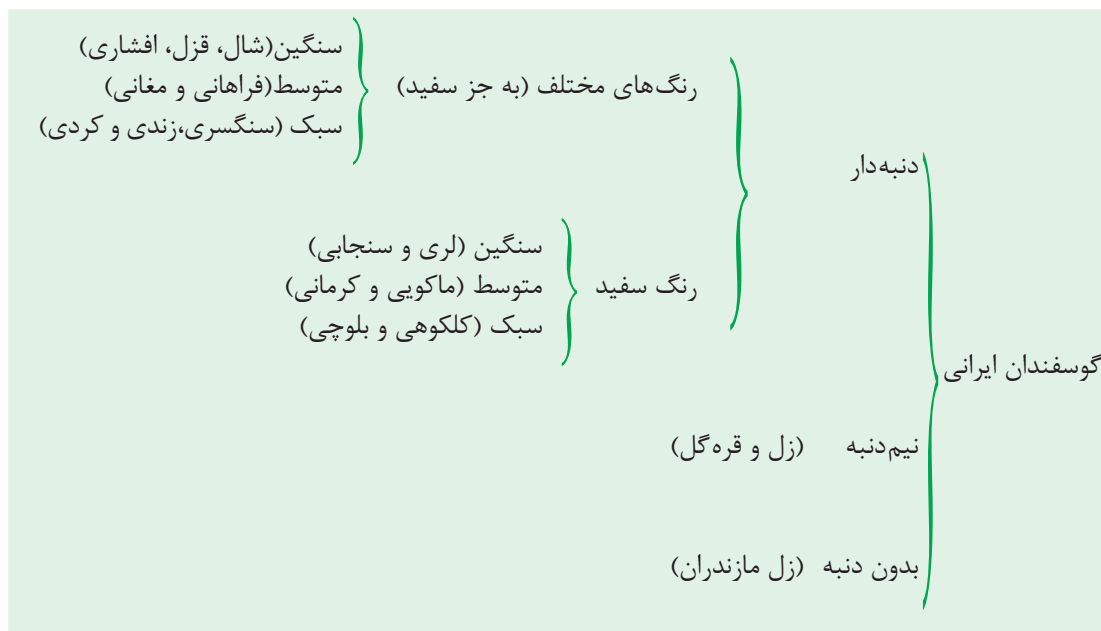 گوسفندان ایرانی
دنبه‌دار
رنگ‌های مختلف (به جز سفید)
سنگین(شال، قزل، افشاری)
متوسط(فراهانی و مغانی)
سبک (سنگسری،زندی و کردی)
رنگ سفید
سنگین (لری و سنجابی)
متوسط (ماکویی و کرمانی)
سبک (کلکوهی و بلوچی)
نیم‌دنبه (زل و قره‌گل)
بدون دنبه (زل مازندران)